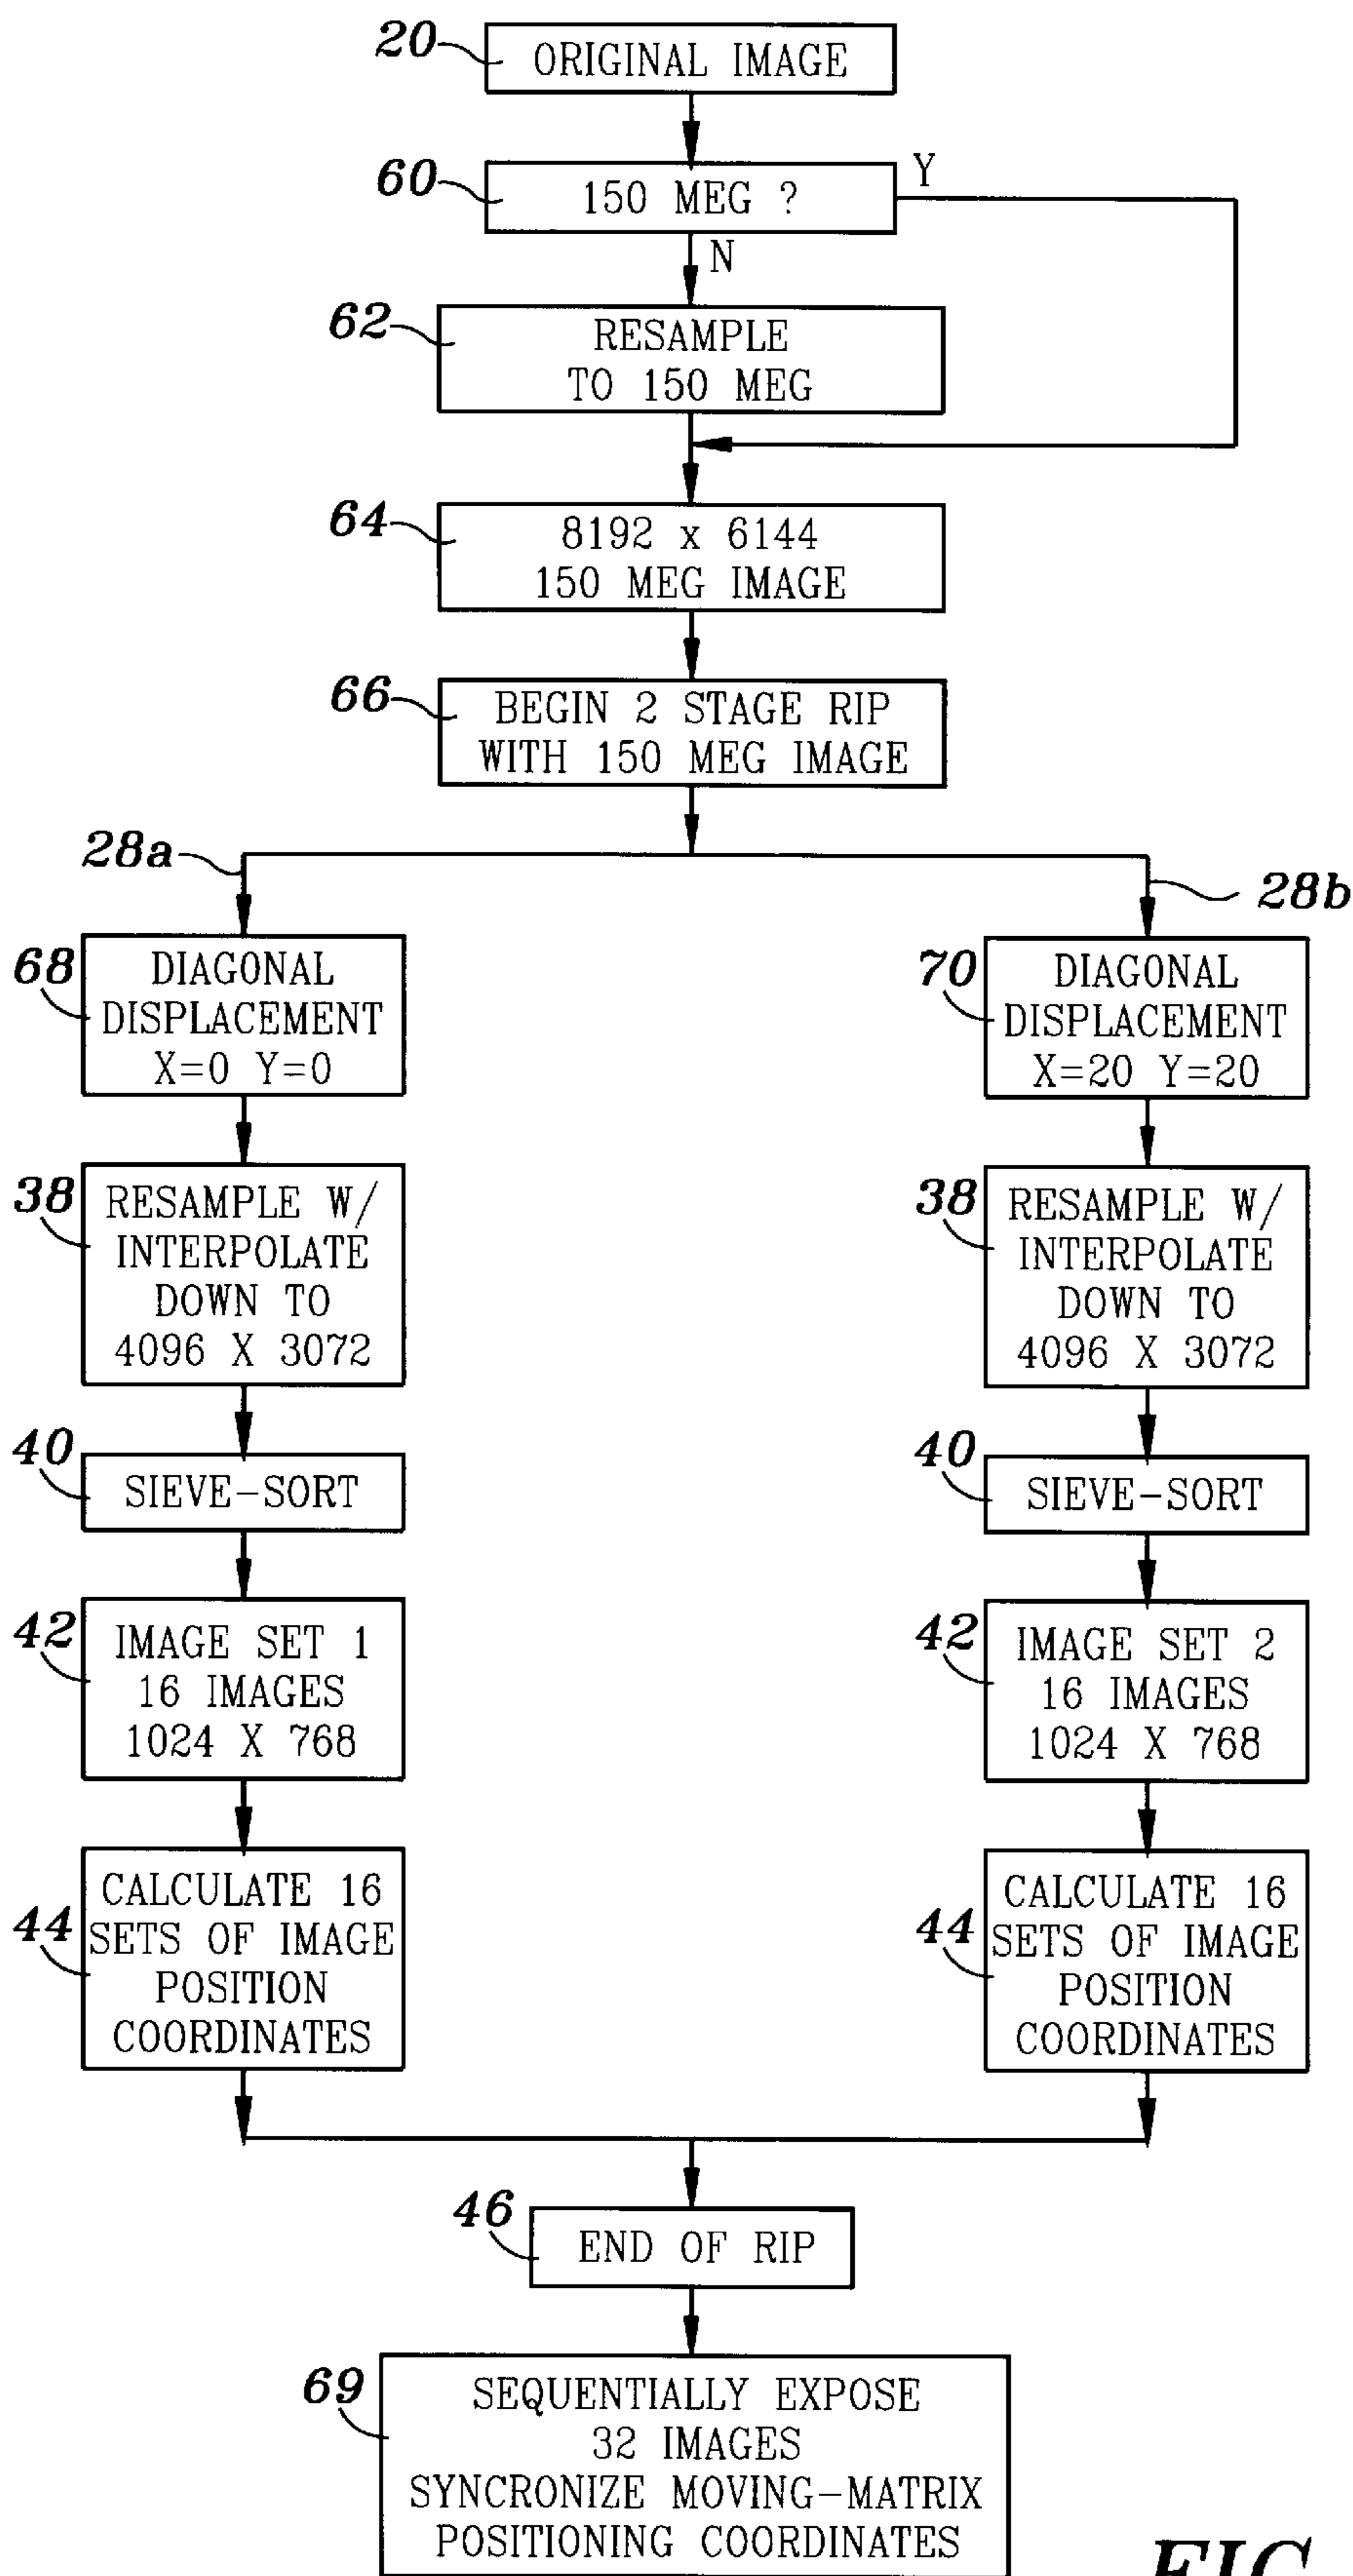 20
ORIGINAL IMAGE
60
150 MEG ?
Y
N
62
RESAMPLE
TO 150 MEG
64
8192 x 6144
150 MEG IMAGE
66
BEGIN 2 STAGE RIP
WITH 150 MEG IMAGE
28a
28b
68
DIAGONAL
DISPLACEMENT
X=0 Y=0
38
RESAMPLE W/
INTERPOLATE
DOWN TO
4096 X 3072
40
SIEVE-SORT
42
IMAGE SET 1
16 IMAGES
1024 X 768
44
CALCULATE 16
SETS OF IMAGE
POSITION
COORDINATES
70
DIAGONAL
DISPLACEMENT
X=20 Y=20
38
RESAMPLE W/
INTERPOLATE
DOWN TO
4096 X 3072
40
SIEVE-SORT
42
IMAGE SET 2
16 IMAGES
1024 X 768
44
CALCULATE 16
SETS OF IMAGE
POSITION
COORDINATES
46
END OF RIP
69
SEQUENTIALLY EXPOSE
32 IMAGES
SYNCRONIZE MOVING-MATRIX
POSITIONING COORDINATES